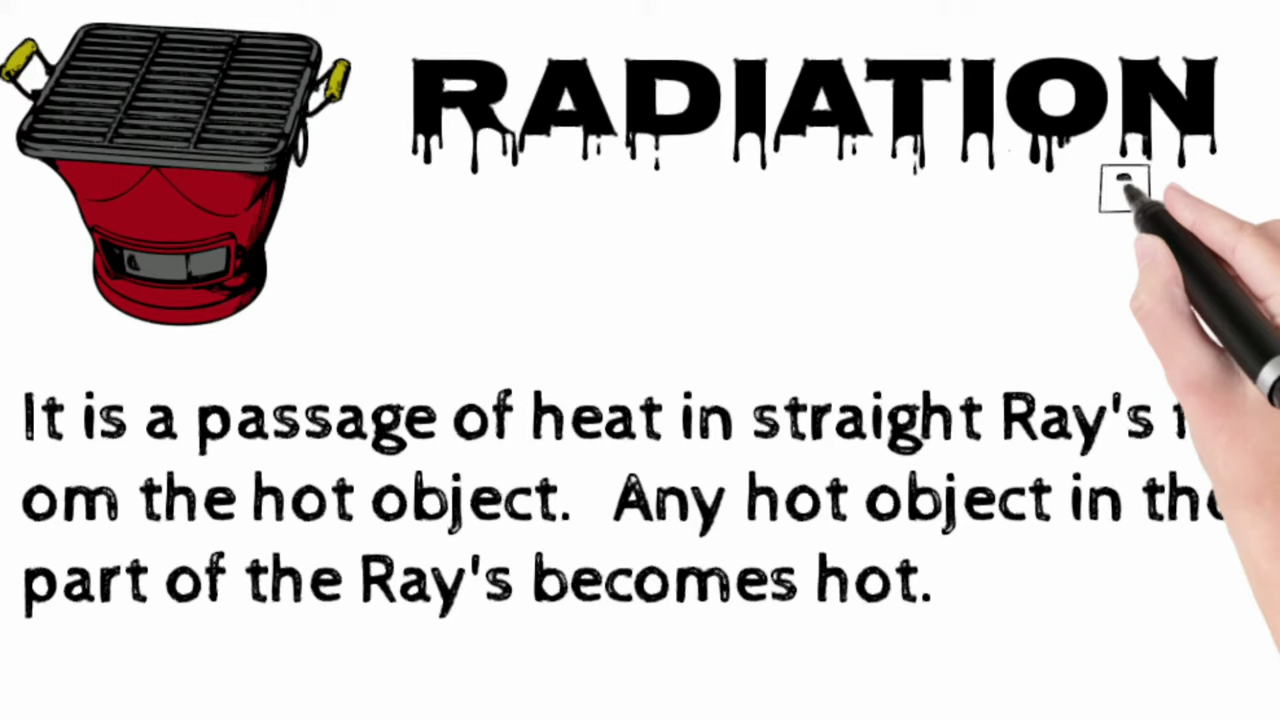 RADIATION
It is a passage of heat in straight Ray's
om the hot object. Any hot object in the
part of the Ray's becomes hot.